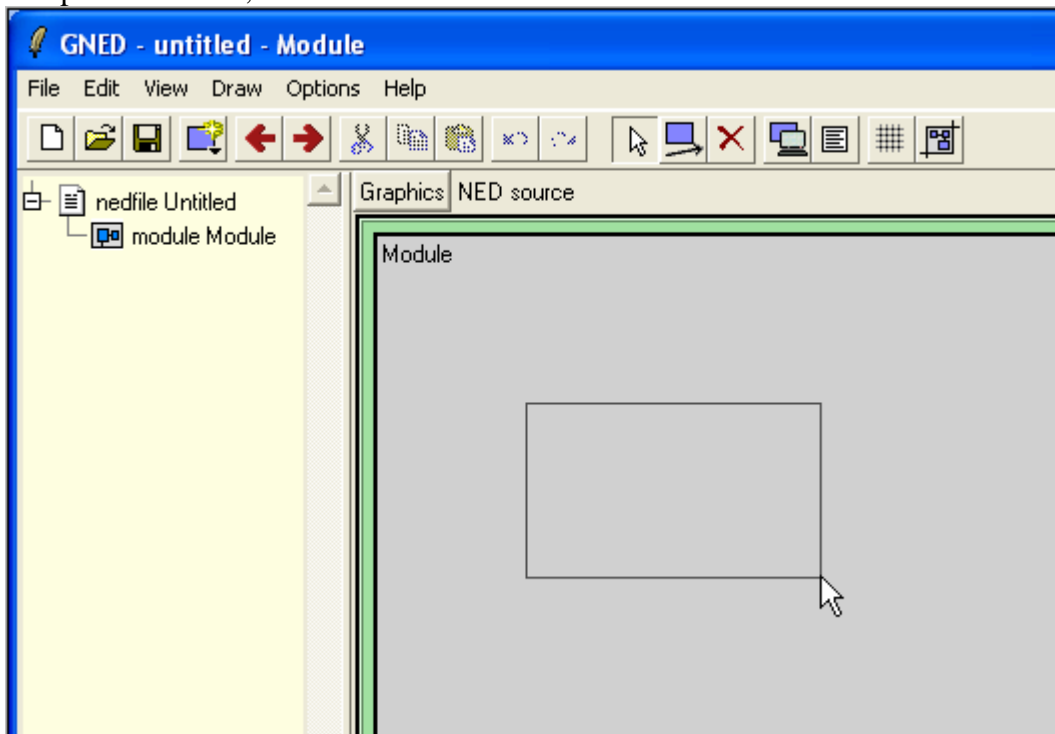 GNED - untitled - Module
File Edit View Draw Options Help
nedfile Untitled
module Module
Graphics NED source
Module